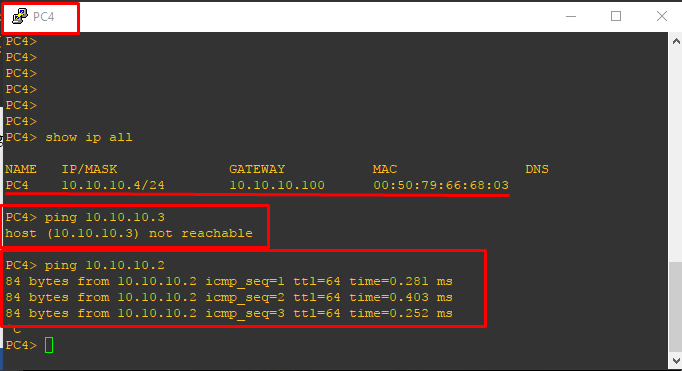 PC4
PC4>
PC4>
PC4>
PC4>
PC4>
PC4>
PC4> show ip all
NAME IP/MASK GATEWAY MAC DNS
PC4 10.10.10.4/24 10.10.10.100 00:50:79:66:68:03
PC4> ping 10.10.10.3
host (10.10.10.3) not reachable
PC4> ping 10.10.10.2
84 bytes from 10.10.10.2 icmp_seq=1 ttl=64 time=0.281 ms
84 bytes from 10.10.10.2 icmp_seq=2 ttl=64 time=0.403 ms
84 bytes from 10.10.10.2 icmp_seq=3 ttl=64 time=0.252 ms
^C
PC4>